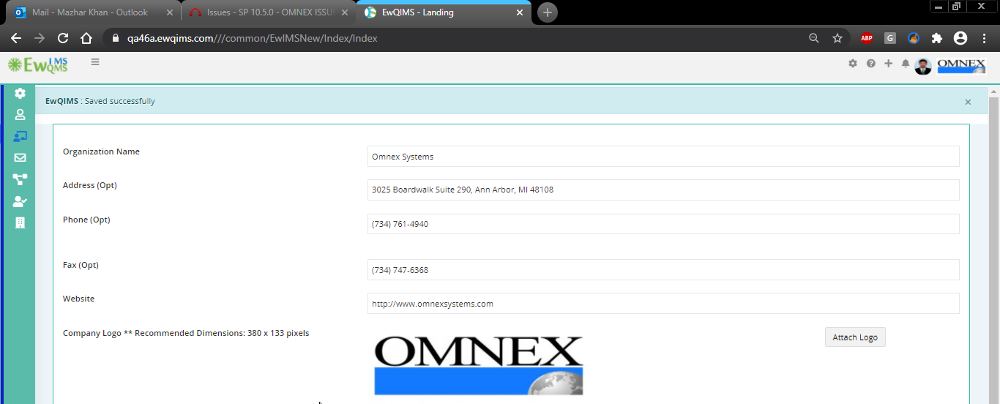 Mail - Mazhar Khan - Outlook
Issues - SP 10.5.0 - OMNEX ISSU
EwQIMS - Landing
qa46a.ewqims.com///common/EwIMSNew/Index/Index
ABP
G
EwIMS
QMS
OMNEX
EwQIMS : Saved successfully
Organization Name
Omnex Systems
Address (Opt)
3025 Boardwalk Suite 290, Ann Arbor, MI 48108
Phone (Opt)
(734) 761-4940
Fax (Opt)
(734) 747-6368
Website
http://www.omnexsystems.com
Company Logo ** Recommended Dimensions: 380 x 133 pixels
OMNEX
Attach Logo